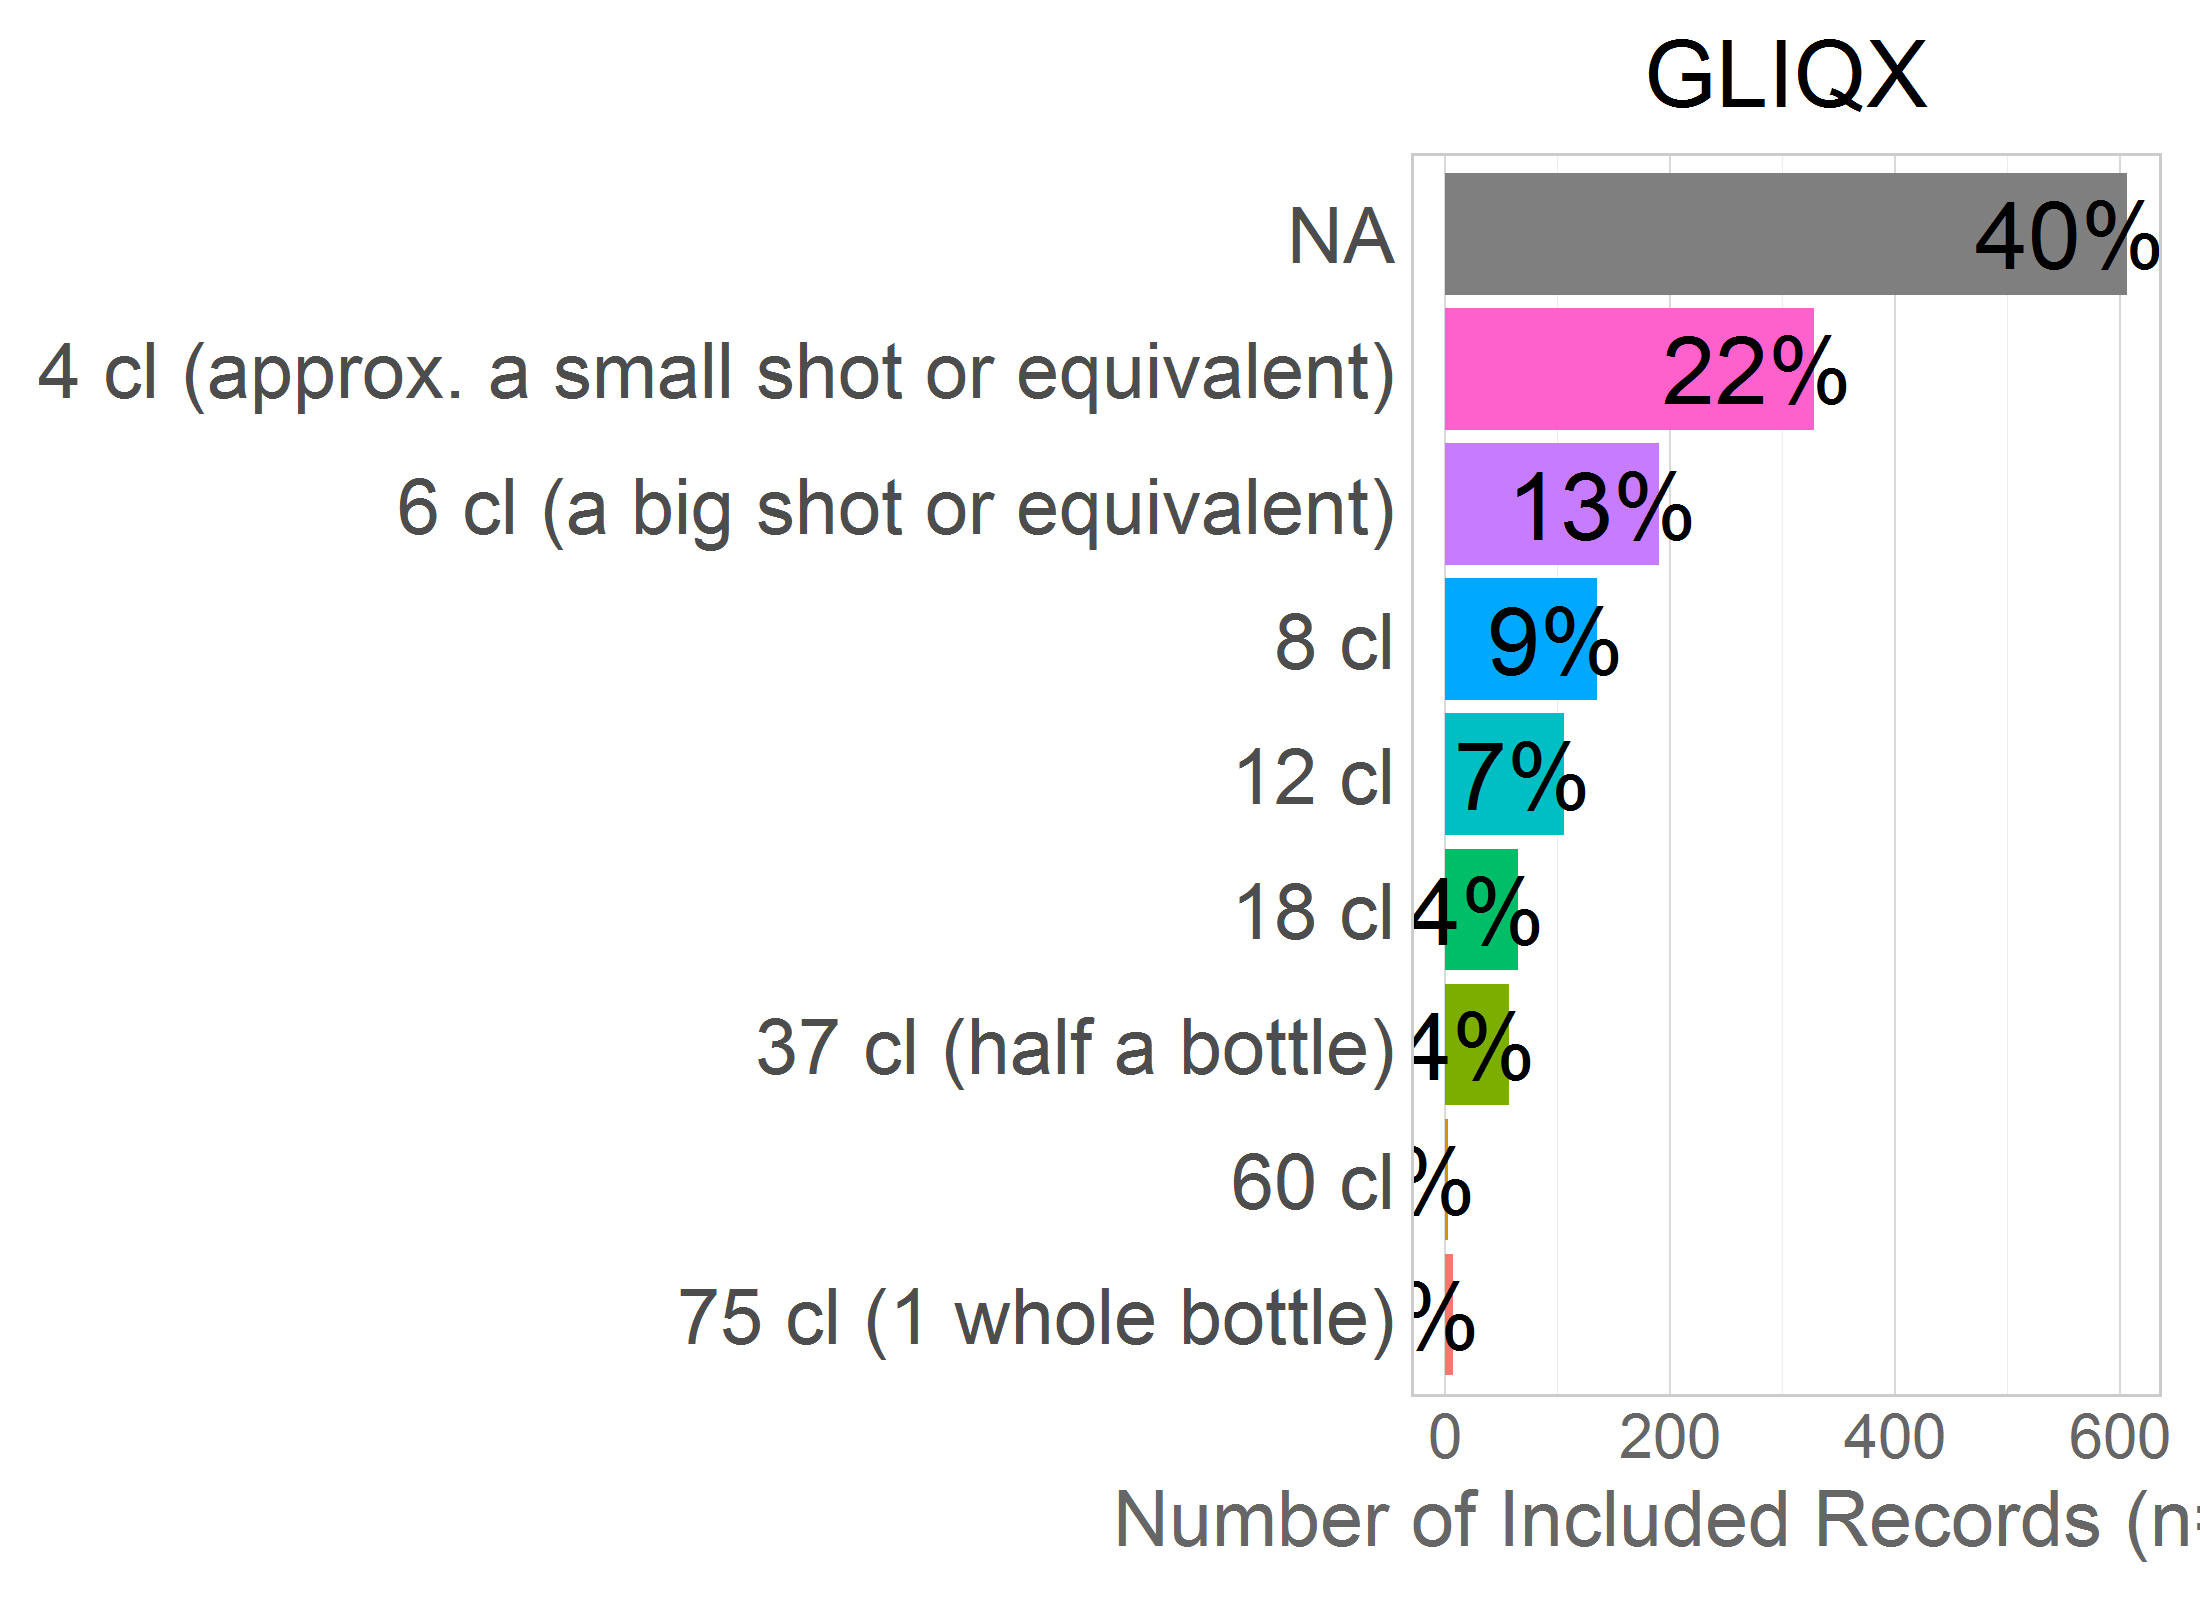 GLIQX
NA 40%
4 cl (approx. a small shot or equivalent) 22%
6 cl (a big shot or equivalent) 13%
8 cl 9%
12 cl 7%
18 cl 4%
37 cl (half a bottle) 4%
60 cl %
75 cl (1 whole bottle) %
0 200 400 600
Number of Included Records (n=